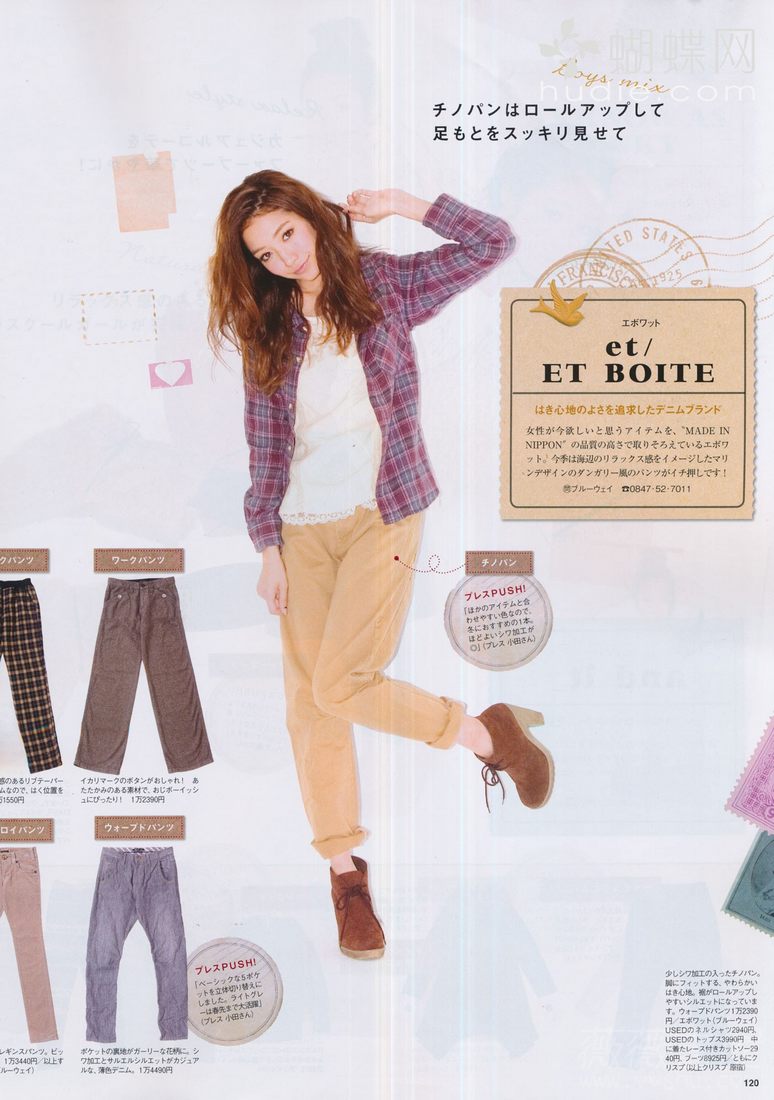 蝴蝶网
hudie.com
boys mix
チノパンはロールアップして
足もとをスッキリ見せて
UNITED STATES
FRANCISC
1925
エボワット
et/
ET BOITE
はき心地のよさを追求したデニムブランド
女性が今欲しいと思うアイテムを、“MADE IN
NIPPON”の品質の高さで取りそろえているエボワ
ット。今季は海辺のリラックス感をイメージしたマリ
ンデザインのダンガリー風のパンツがイチ押しです!
㉄ブルーウェイ ☎0847・52・7011
クパンツ
ワークパンツ
チノパン
プレスPUSH!
「ほかのアイテムと合
わせやすい色なので、
冬におすすめの1本。
ほどよいシワ加工が
◎」(プレス 小田さん)
感のあるリブテーパー
ムなので、はく位置を
1550円
イカリマークのボタンがおしゃれ! あ
たたかみのある素材で、おじボーイッシ
ュにぴったり! 1万2390円
ロイパンツ
ウォープドパンツ
プレスPUSH!
「ベーシックな5ポケ
ットを立体切り替えに
しました。ライトグレ
ーは春先まで大活躍」
(プレス 小田さん)
レギンスパンツ。ピッ
1万3440円/以上す
ルーウェイ)
ポケットの裏地がガーリーな花柄に。シ
ワ加工とサルエルシルエットがカジュア
ルな、薄色デニム。1万4490円
少しシワ加工の入ったチノパン。
脚にフィットする、やわらかい
はき心地。裾がロールアップし
やすいシルエットになっていま
す。ウォープドパンツ1万2390
円/エボワット(ブルーウェイ)
USEDのネルシャツ2940円、
USEDのトップス3990円 中
に着たレース付きカットソー29
40円、ブーツ8925円/ともにク
リスプ(以上クリスプ 原宿)
120